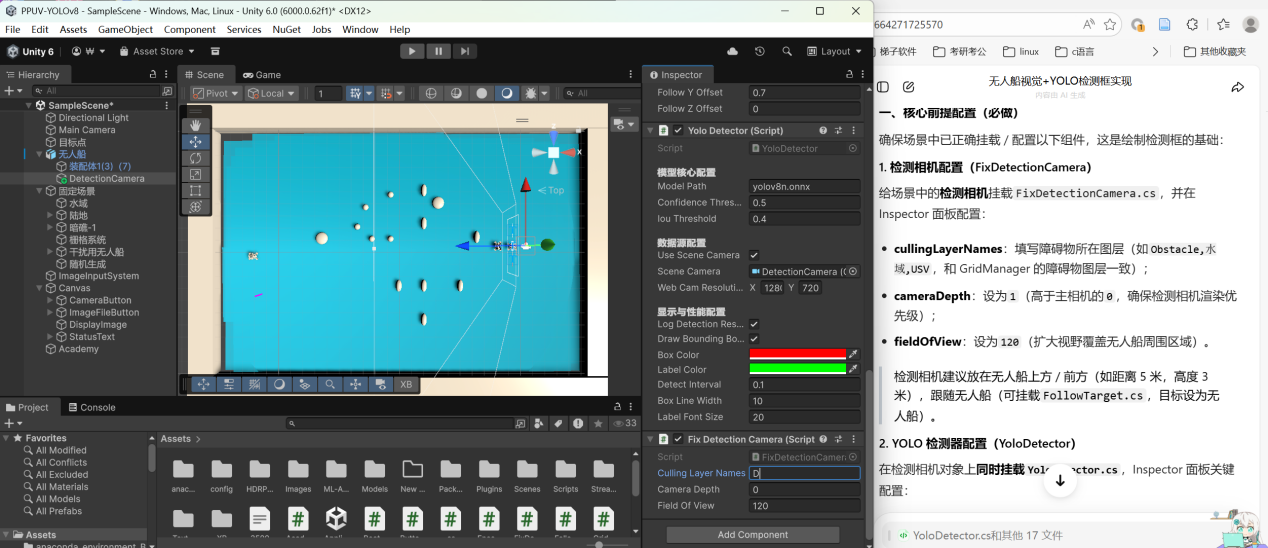 PPUV-YOLOv8 - SampleScene - Windows, Mac, Linux - Unity 6.0 (6000.0.62f1)* <DX12>
File Edit Assets GameObject Component Services NuGet Jobs Window Help
Unity 6 Asset Store Layout
Hierarchy
All
SampleScene*
Directional Light
Main Camera
目标点
无人船
装配体1(3) (7)
DetectionCamera
固定场景
水域
陆地
暗礁-1
栅格系统
干扰用无人船
随机生成
ImageInputSystem
Canvas
CameraButton
ImageFileButton
DisplayImage
StatusText
Academy
Scene Game
Pivot Local 1 All
x
Top
XB
Inspector
Follow Y Offset 0.7
Follow Z Offset 0
Yolo Detector (Script)
Script YoloDetector
模型核心配置
Model Path yolov8n.onnx
Confidence Thres... 0.5
Iou Threshold 0.4
数据源配置
Use Scene Camera
Scene Camera DetectionCamera
Web Cam Resoluti... X 128 Y 720
显示与性能配置
Log Detection Res...
Draw Bounding Bo...
Box Color
Label Color
Detect Interval 0.1
Box Line Width 10
Label Font Size 20
Fix Detection Camera (Script
Script FixDetectionCamera
Culling Layer Names D
Camera Depth 0
Field Of View 120
Add Component
Project Console
33
Favorites
All Modified
All Conflicts
All Excluded
All Materials
All Models
All Prefabs
Assets
anaconda_environment
Assets
anac... config HDRP... Images ML-A... Models New ... Pack... Plugins Scenes Scripts Strea...
664271725570
梯子软件 考研考公 linux c语言 其他收藏夹
无人船视觉+YOLO检测框实现
内容由 AI 生成
一、核心前提配置（必做）
确保场景中已正确挂载 / 配置以下组件，这是绘制检测框的基础：
1. 检测相机配置（FixDetectionCamera）
给场景中的检测相机挂载 FixDetectionCamera.cs，并在
Inspector 面板配置：
cullingLayerNames：填写障碍物所在图层（如 Obstacle,水
域,USV，和 GridManager 的障碍物图层一致）；
cameraDepth：设为 1（高于主相机的 0，确保检测相机渲染优
先级）；
fieldOfView：设为 120（扩大视野覆盖无人船周围区域）。
检测相机建议放在无人船上方 / 前方（如距离 5 米，高度 3
米），跟随无人船（可挂载 FollowTarget.cs，目标设为无
人船）。
2. YOLO 检测器配置（YoloDetector）
在检测相机对象上同时挂载 YoloDetector.cs，Inspector 面板关键
配置：
YoloDetector.cs和其他 17 文件